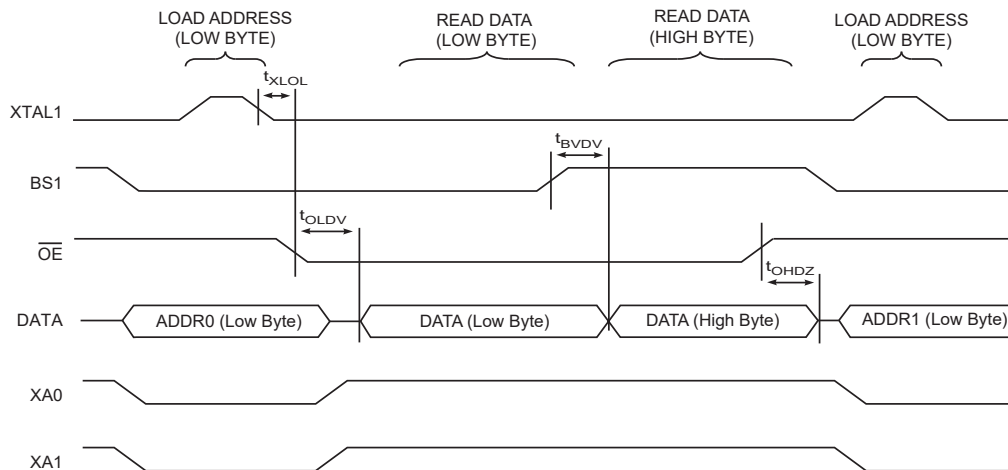 LOAD ADDRESS
(LOW BYTE)
READ DATA
(LOW BYTE)
READ DATA
(HIGH BYTE)
LOAD ADDRESS
(LOW BYTE)
tXLOL
XTAL1
tBVDV
BS1
tOLDV
OE
tOHDZ
DATA
ADDR0 (Low Byte)
DATA (Low Byte)
DATA (High Byte)
ADDR1 (Low Byte)
XA0
XA1